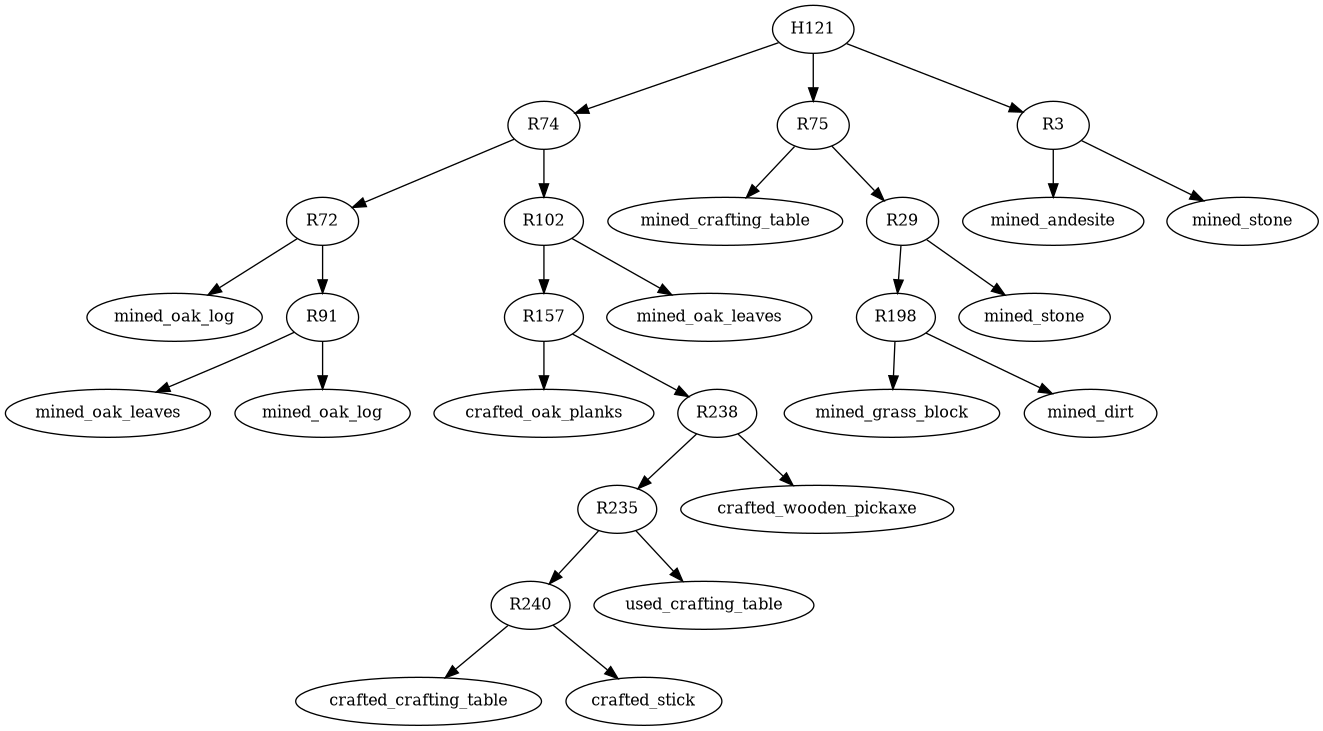 H121
R74
R75
R3
R72
R102
mined_crafting_table
R29
mined_andesite
mined_stone
mined_oak_log
R91
R157
mined_oak_leaves
R198
mined_stone
mined_oak_leaves
mined_oak_log
crafted_oak_planks
R238
mined_grass_block
mined_dirt
R235
crafted_wooden_pickaxe
R240
used_crafting_table
crafted_crafting_table
crafted_stick